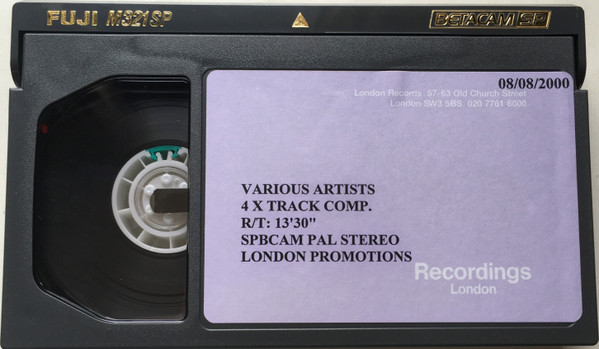 FUJI M321SP
BETACAM SP
08/08/2000
London Records 57-63 Old Church Street
London SW3 5BS 020 7761 6000
VARIOUS ARTISTS
4 X TRACK COMP.
R/T: 13'30"
SPBCAM PAL STEREO
LONDON PROMOTIONS
Recordings
London